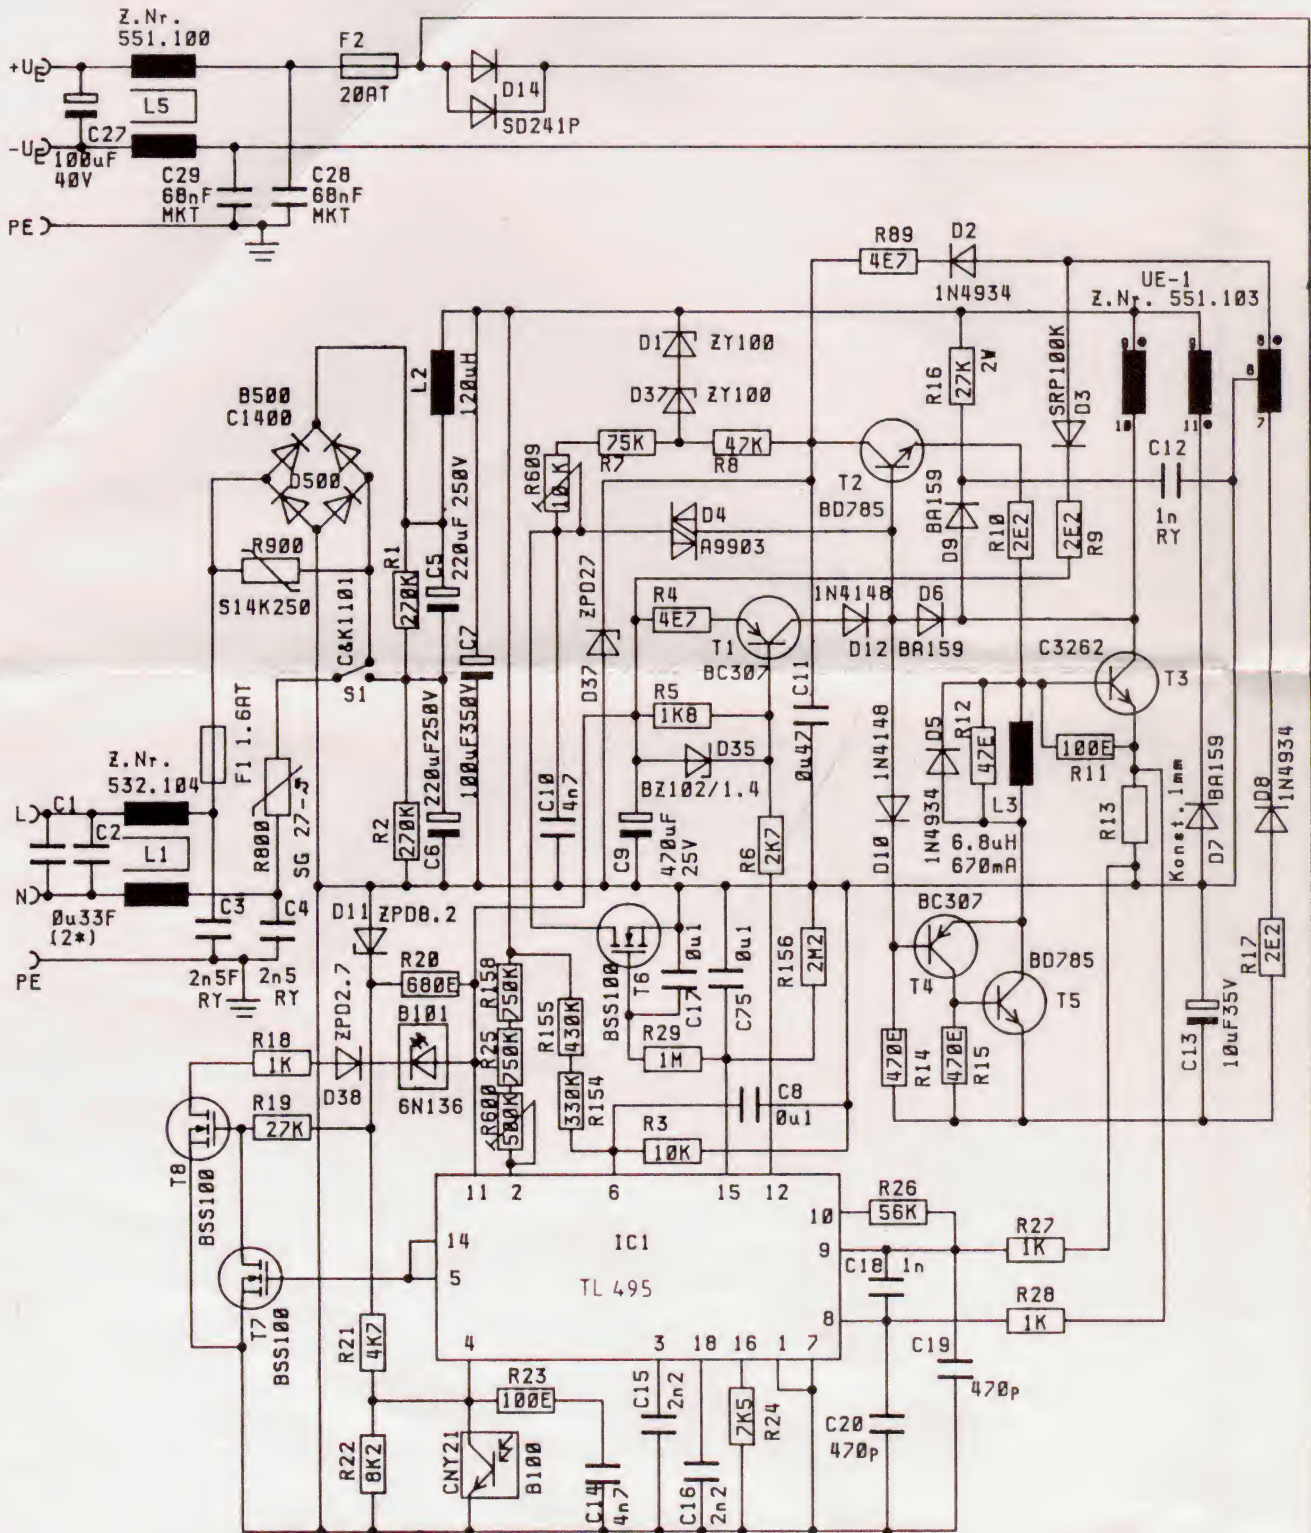 Z.Nr.
551.100
F2
20AT
+UE
L5
D14
SD241P
C27
100uF
40V
-UE
C29
68nF
MKT
C28
68nF
MKT
PE
R89
4E7
D2
1N4934
UE-1
Z.Nr. 551.103
D1
ZY100
D37
ZY100
L2
120uH
R16
27K
2W
SRP100K
D3
9
10
9
11
8
8
7
B500
C1400
D500
R609
10K
75K
R7
47K
R8
T2
BD785
C12
1n
RY
R900
S14K250
R1
270K
C5
220uF 250V
D4
A9903
BA159
D9
R10
2E2
2E2
R9
C&K1101
S1
C7
100uF350V
ZPD27
D37
R4
4E7
T1
BC307
1N4148
D12
D6
BA159
C3262
T3
R5
1K8
D35
BZ102/1.4
C11
0u47
1N4148
D10
D5
1N4934
R12
47E
L3
6.8uH
670mA
100E
R11
R13
Konst.1mm
BA159
D7
D8
1N4934
F1 1.6AT
Z.Nr.
532.104
L
C1
C2
L1
N
0u33F
(2*)
R800
R2
270K
220uF250V
C6
C10
4n7
C9
470uF
25V
R6
2K7
C3
C4
2n5F
RY
2n5
RY
PE
D11
ZPD8.2
R20
680E
R158
750K
R155
430K
BSS100
T6
0u1
C17
0u1
C75
R156
2M2
BC307
T4
BD785
T5
R17
2E2
R18
1K
ZPD2.7
D38
B101
6N136
R25
750K
R29
1M
470E
R14
470E
R15
C13
10uF35V
R19
27K
T8
BSS100
R600
500K
330K
R154
C8
0u1
R3
10K
11 2 6 15 12
10
R26
56K
14
IC1
9
R27
1K
5
TL 495
C18
1n
8
R28
1K
T7
BSS100
R21
4K7
4 3 18 16 1 7
C19
470p
R23
100E
C15
2n2
7K5
R24
C20
470p
R22
8K2
CNY21
B100
C14
4n7
C16
2n2